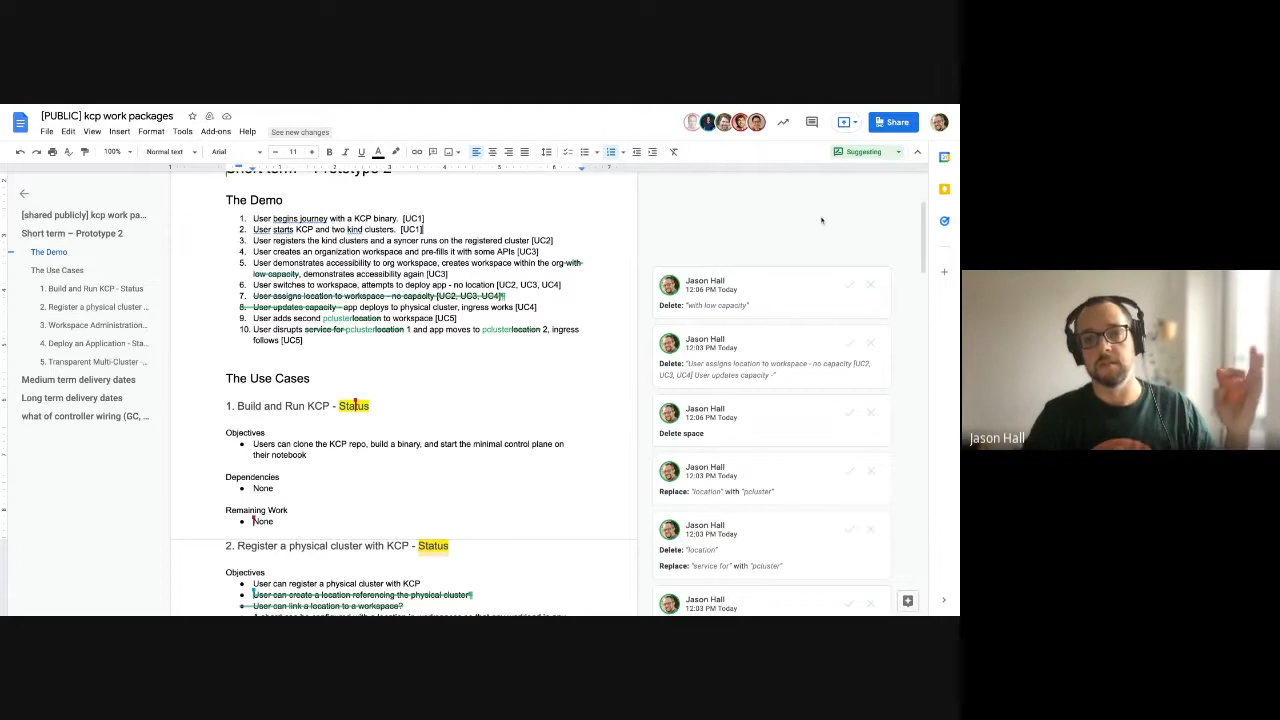 [PUBLIC] kcp work packages
File Edit View Insert Format Tools Add-ons Help See new changes
Share
100% Normal text Arial 11 Suggesting
[shared publicly] kcp work pa...
Short term – Prototype 2
The Demo
The Use Cases
1. Build and Run KCP - Status
2. Register a physical cluster ...
3. Workspace Administration...
4. Deploy an Application - Sta...
5. Transparent Multi-Cluster -...
Medium term delivery dates
Long term delivery dates
what of controller wiring (GC, ...
Short term – Prototype 2
The Demo
1. User begins journey with a KCP binary. [UC1]
2. User starts KCP and two kind clusters. [UC1]
3. User registers the kind clusters and a syncer runs on the registered cluster [UC2]
4. User creates an organization workspace and pre-fills it with some APIs [UC3]
5. User demonstrates accessibility to org workspace, creates workspace within the org with
low capacity, demonstrates accessibility again [UC3]
6. User switches to workspace, attempts to deploy app - no location [UC2, UC3, UC4]
7. User assigns location to workspace - no capacity [UC2, UC3, UC4]¶
8. User updates capacity - app deploys to physical cluster, ingress works [UC4]
9. User adds second pclusterlocation to workspace [UC5]
10. User disrupts service for pclusterlocation 1 and app moves to pclusterlocation 2, ingress
follows [UC5]
The Use Cases
1. Build and Run KCP - Status
Objectives
● Users can clone the KCP repo, build a binary, and start the minimal control plane on
their notebook
Dependencies
● None
Remaining Work
● None
2. Register a physical cluster with KCP - Status
Objectives
● User can register a physical cluster with KCP
● User can create a location referencing the physical cluster¶
● User can link a location to a workspace?
Jason Hall
Delete: "with low capacity"
Jason Hall
12:03 PM Today
Delete: "User assigns location to workspace - no capacity [UC2,
UC3, UC4] User updates capacity -"
Jason Hall
12:06 PM Today
Delete space
Jason Hall
12:03 PM Today
Replace: "location" with "pcluster"
Jason Hall
12:03 PM Today
Delete: "location"
Replace: "service for" with "pcluster"
Jason Hall
12:03 PM Today
Jason Hall